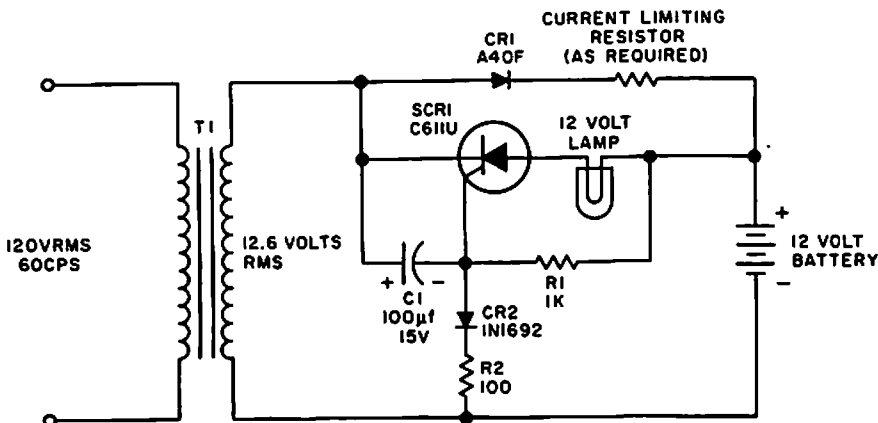 CURRENT LIMITING
RESISTOR
(AS REQUIRED)
CR1
A40F
T1
SCR1
C611U
12 VOLT
LAMP
120VRMS
60CPS
12.6 VOLTS
RMS
+
12 VOLT
BATTERY
-
+ -
C1
100µf
15V
R1
1K
CR2
1N1692
R2
100